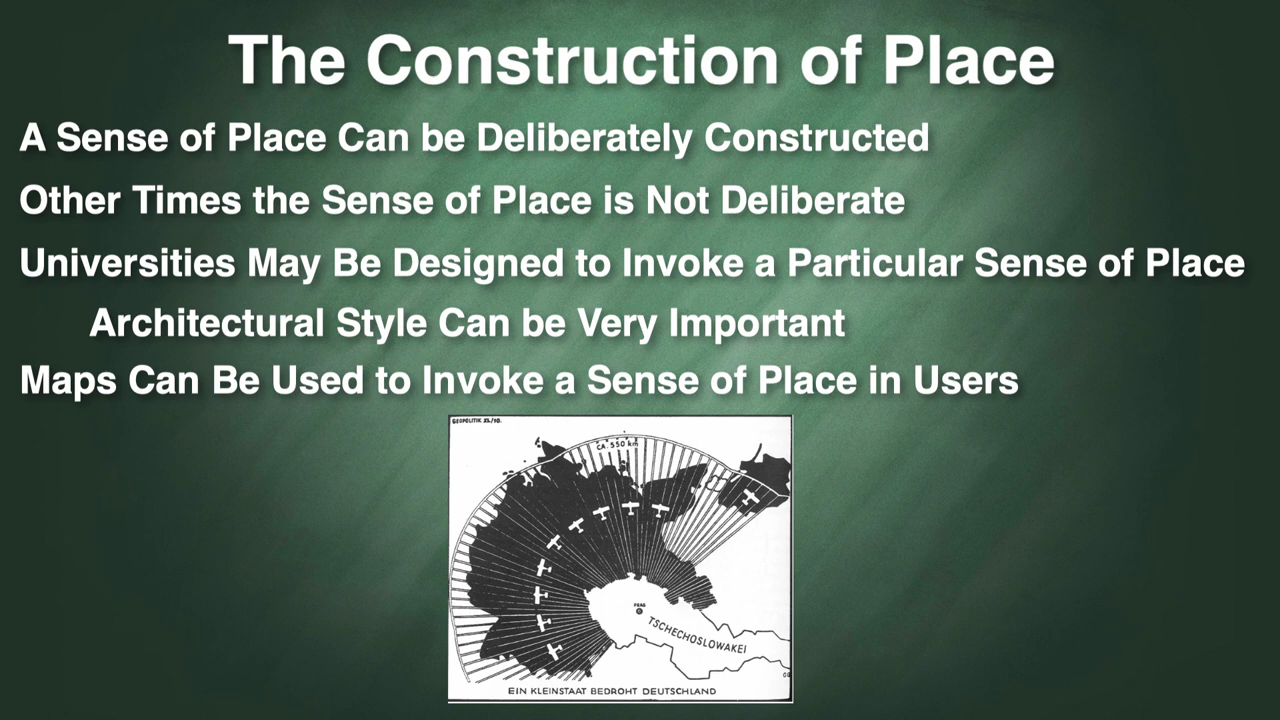 The Construction of Place
A Sense of Place Can be Deliberately Constructed
Other Times the Sense of Place is Not Deliberate
Universities May Be Designed to Invoke a Particular Sense of Place
Architectural Style Can be Very Important
Maps Can Be Used to Invoke a Sense of Place in Users
CA. 550 km
PRAG
TSCHECHOSLOWAKEI
EIN KLEINSTAAT BEDROHT DEUTSCHLAND